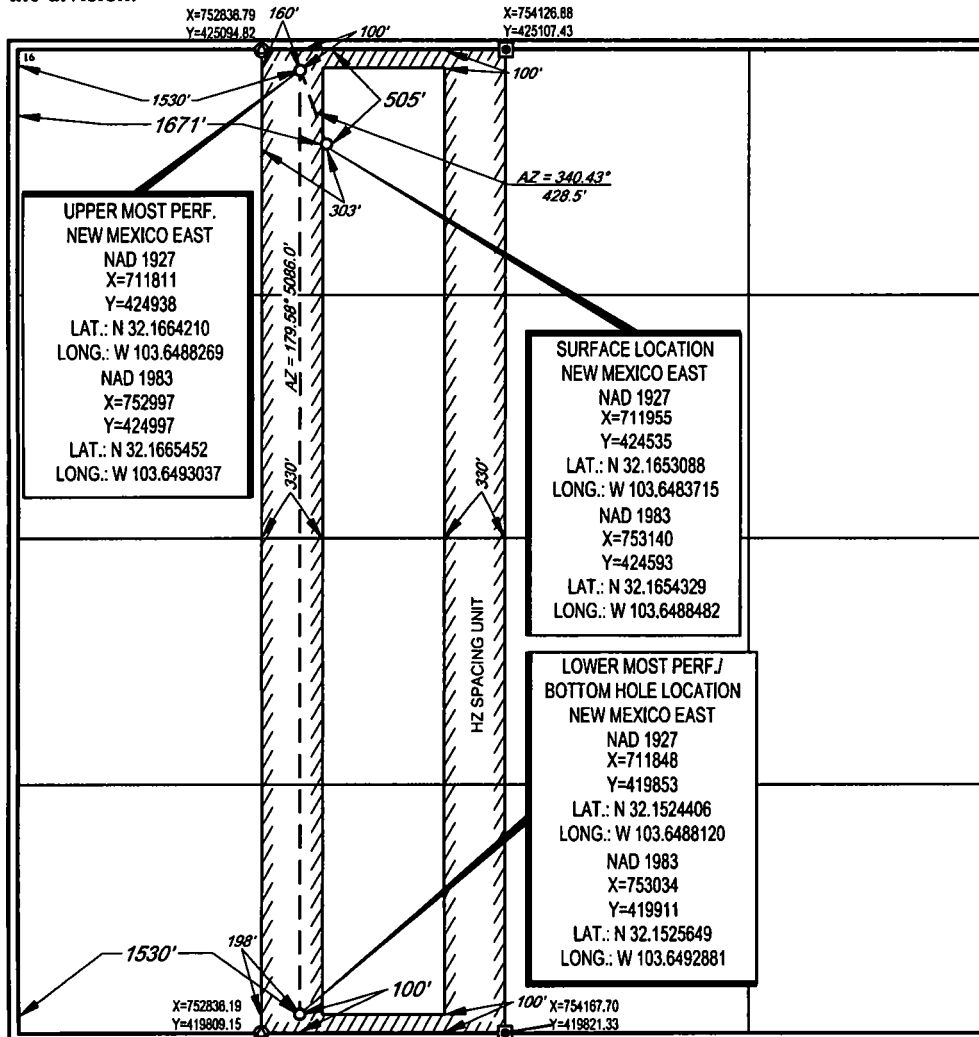 X=752838.79
Y=425094.82
160'
X=754126.88
Y=425107.43
16
100'
100'
1530'
1671'
505'
AZ = 340.43°
428.5'
303'
UPPER MOST PERF.
NEW MEXICO EAST
NAD 1927
X=711811
Y=424938
LAT.: N 32.1664210
LONG.: W 103.6488269
NAD 1983
X=752997
Y=424997
LAT.: N 32.1665452
LONG.: W 103.6493037
AZ = 179.58° 5086.0'
SURFACE LOCATION
NEW MEXICO EAST
NAD 1927
X=711955
Y=424535
LAT.: N 32.1653088
LONG.: W 103.6483715
NAD 1983
X=753140
Y=424593
LAT.: N 32.1654329
LONG.: W 103.6488482
330'
330'
HZ SPACING UNIT
LOWER MOST PERF./
BOTTOM HOLE LOCATION
NEW MEXICO EAST
NAD 1927
X=711848
Y=419853
LAT.: N 32.1524406
LONG.: W 103.6488120
NAD 1983
X=753034
Y=419911
LAT.: N 32.1525649
LONG.: W 103.6492881
1530'
198'
100'
100'
X=752836.19
Y=419809.15
X=754167.70
Y=419821.33